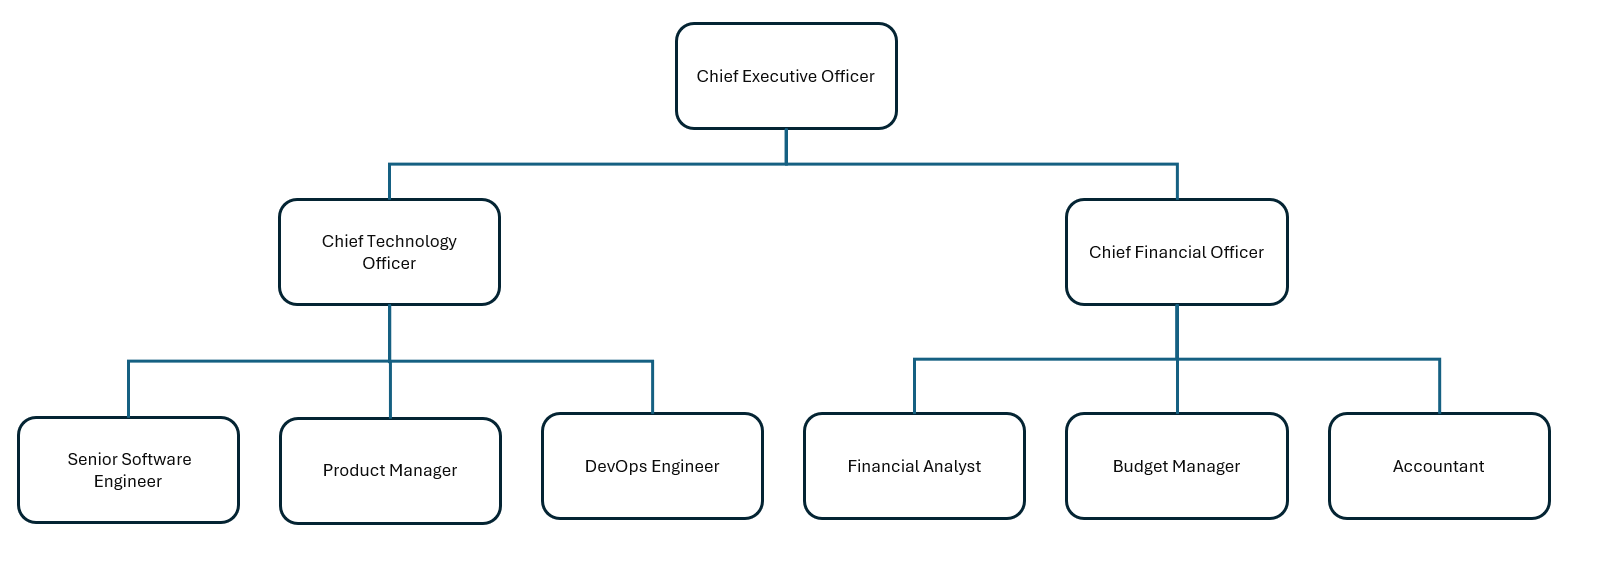 Chief Executive Officer
Chief Technology
Officer
Chief Financial Officer
Senior Software
Engineer
Product Manager
DevOps Engineer
Financial Analyst
Budget Manager
Accountant